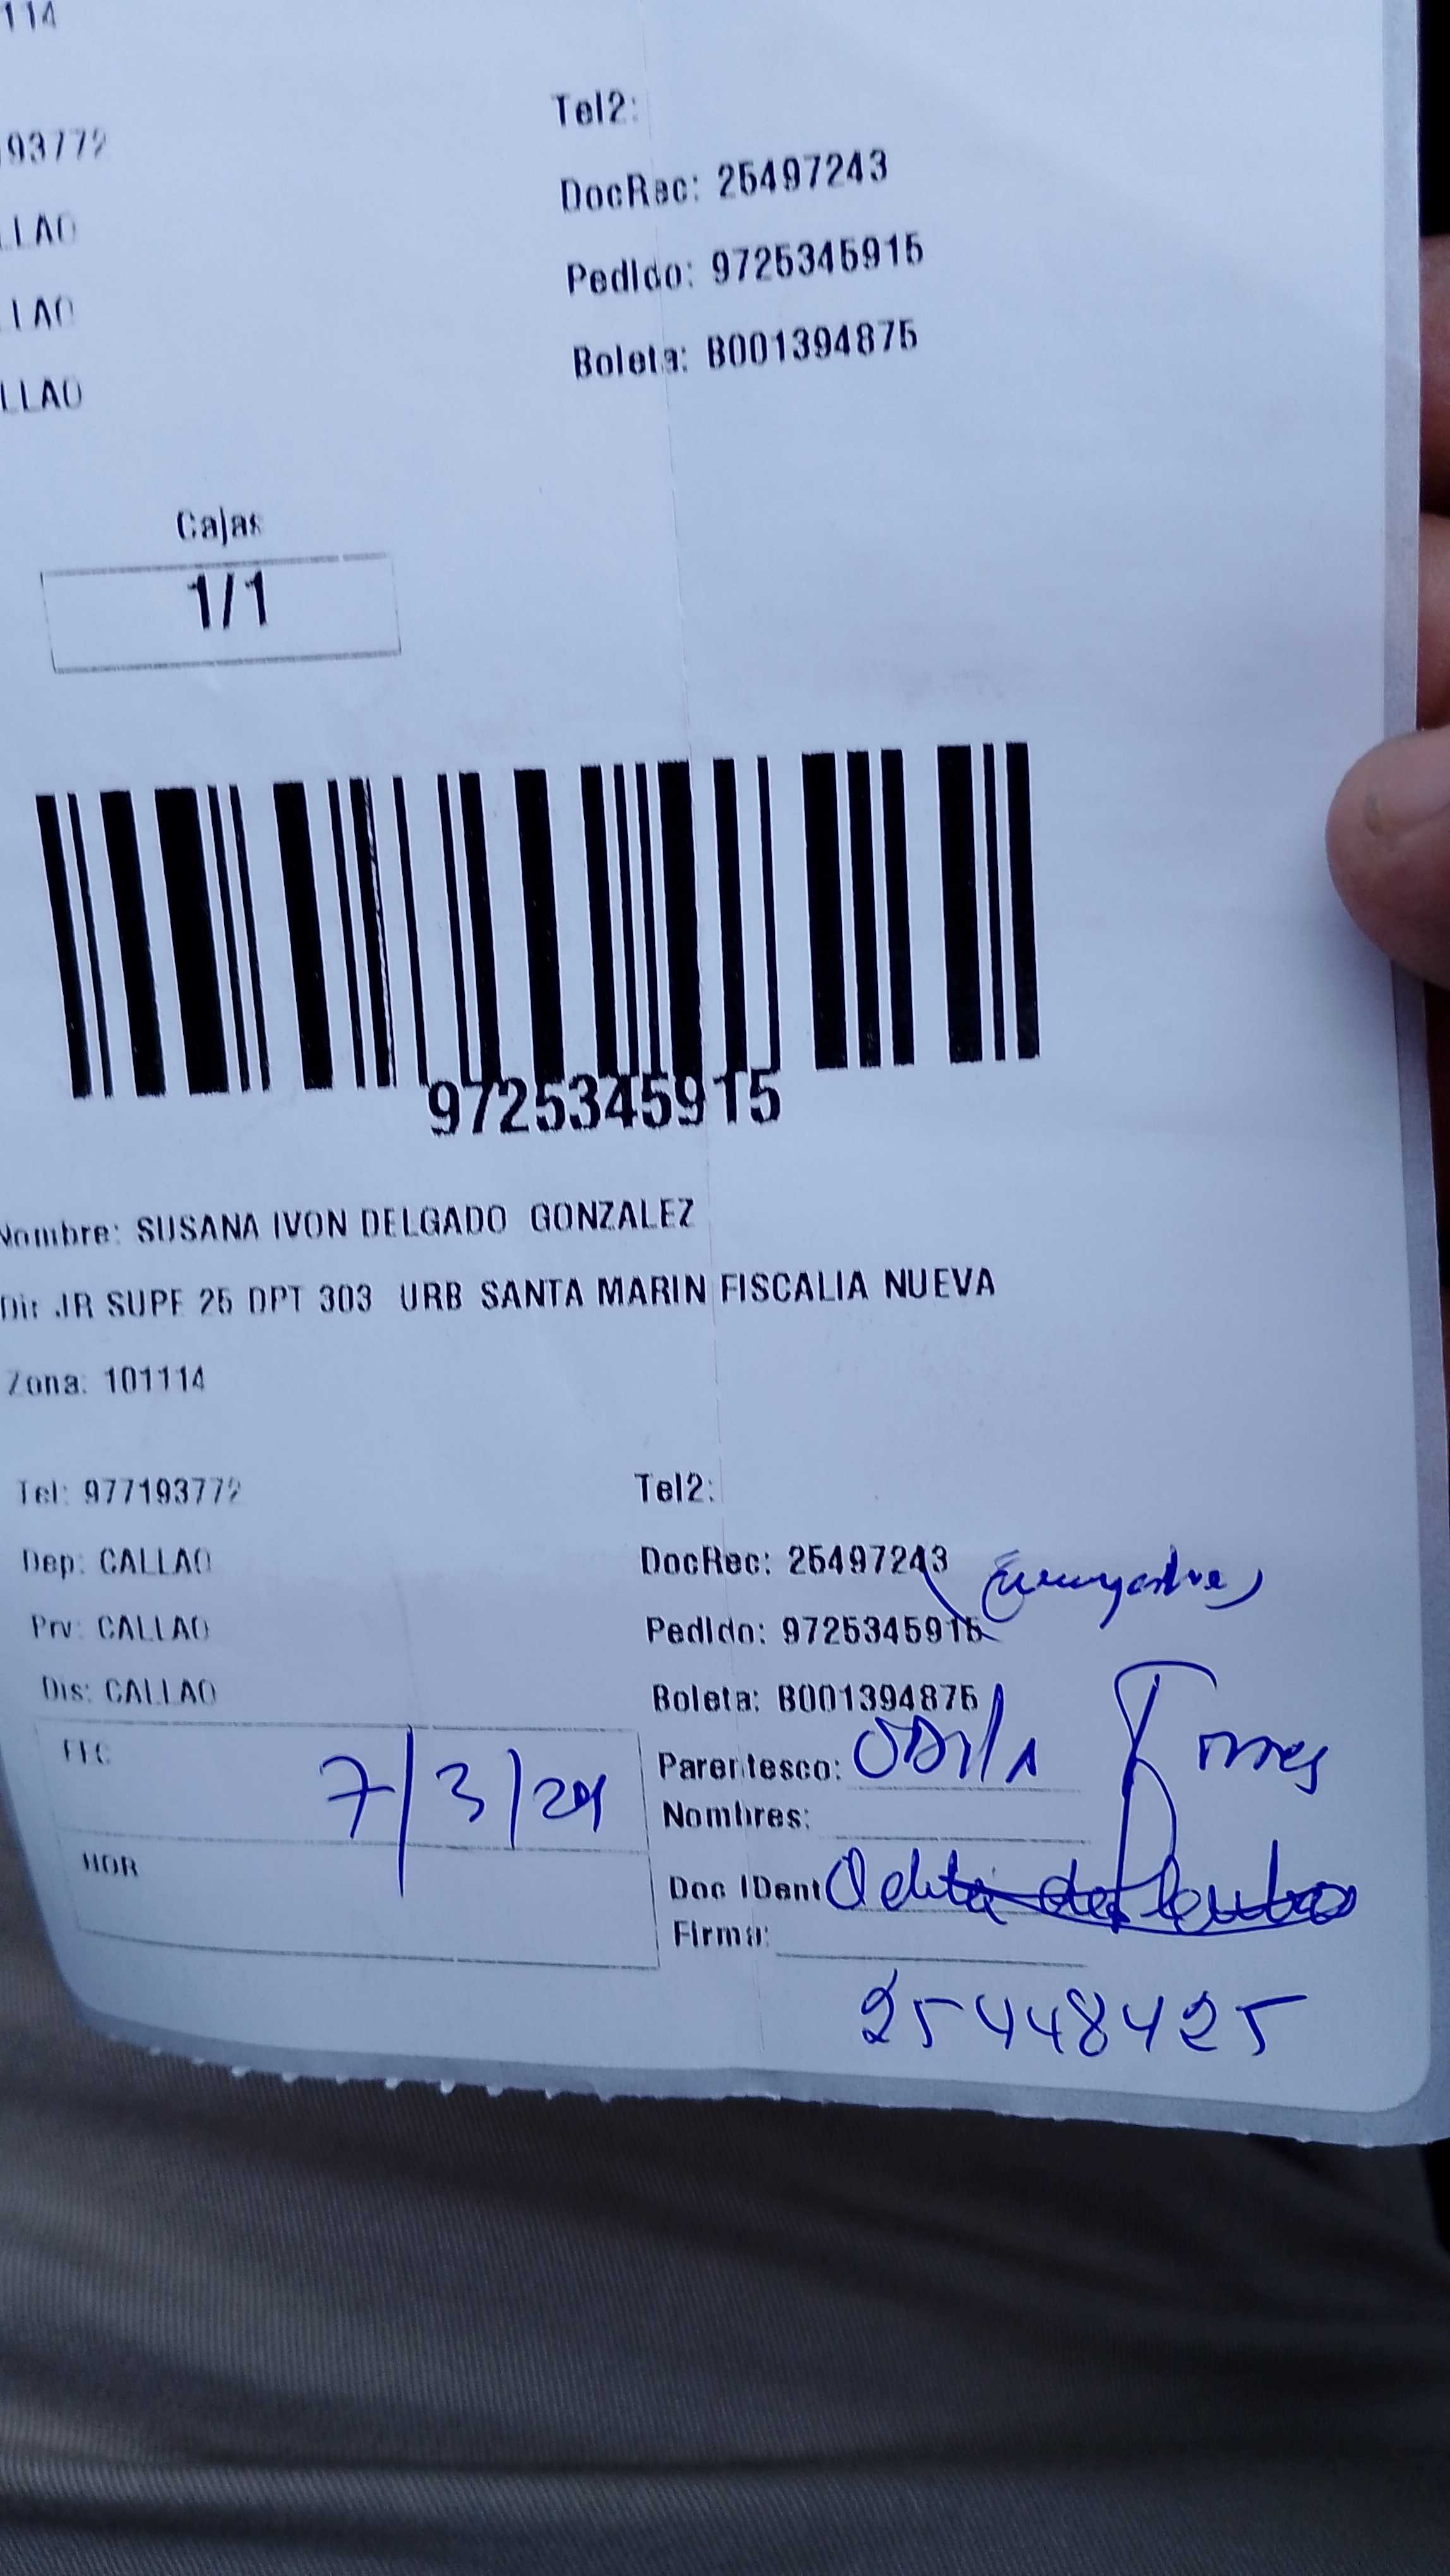 114
Tel2:
93772
DocRec: 25497243
LLAO
Pedido: 9725345915
LLAO
Boleta: B001394875
LLAO
Cajas
1/1
9725345915
Nombre: SUSANA IVON DELGADO GONZALEZ
Dir JR SUPE 25 DPT 303 URB SANTA MARIN FISCALIA NUEVA
Zona: 101114
Tel: 977193772 Tel2:
Dep: CALLAO DocRec: 25497243
Prv: CALLAO Pedido: 9725345915
Dis: CALLAO Boleta: B001394875
FEC 7/3/24 Parentesco: Odila Torres
Nombres:
HOR Doc IDent
Firma:
25448425